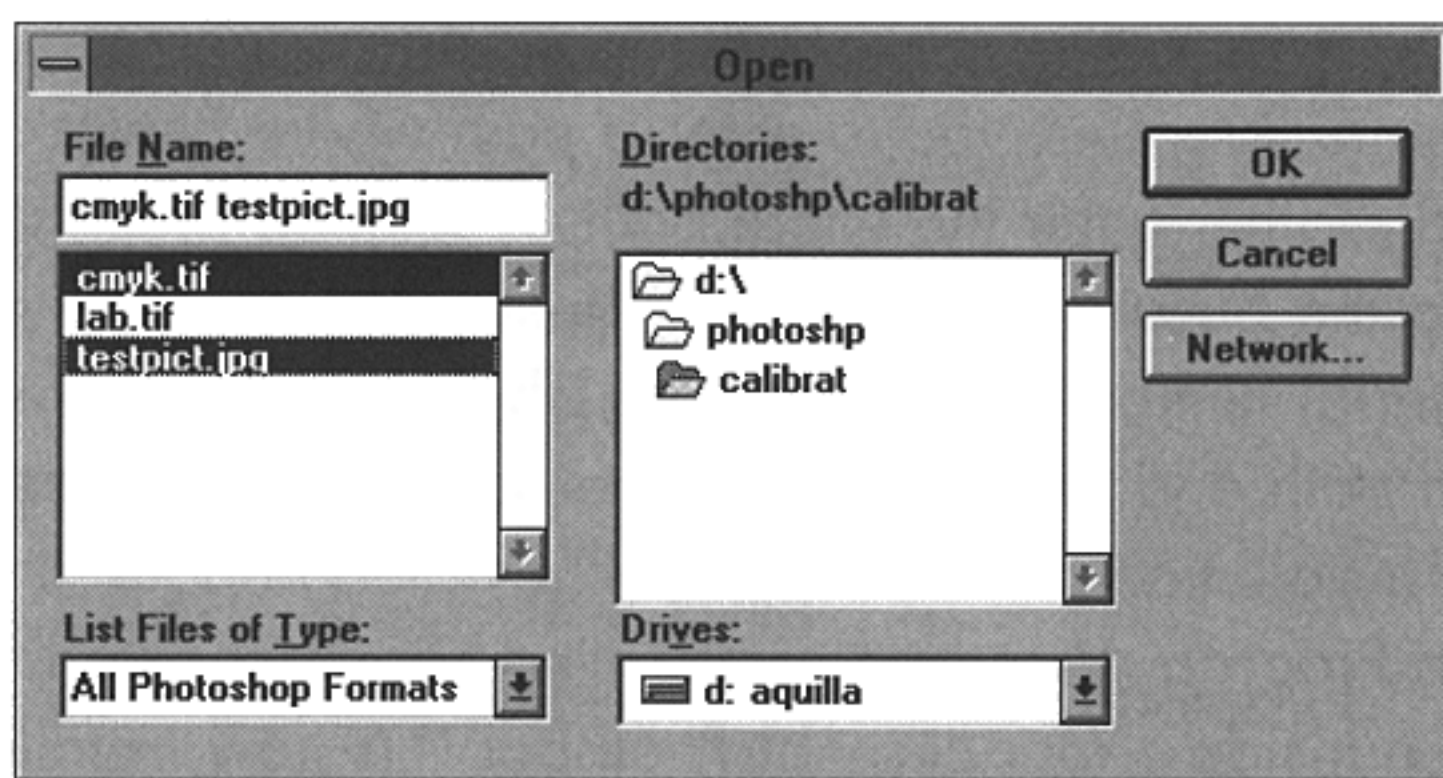 Open
File Name:
cmyk.tif testpict.jpg
cmyk.tif
lab.tif
testpict.jpg
List Files of Type:
All Photoshop Formats
Directories:
d:\photoshp\calibrat
d:\
photoshp
calibrat
Drives:
d: aquilla
OK
Cancel
Network...